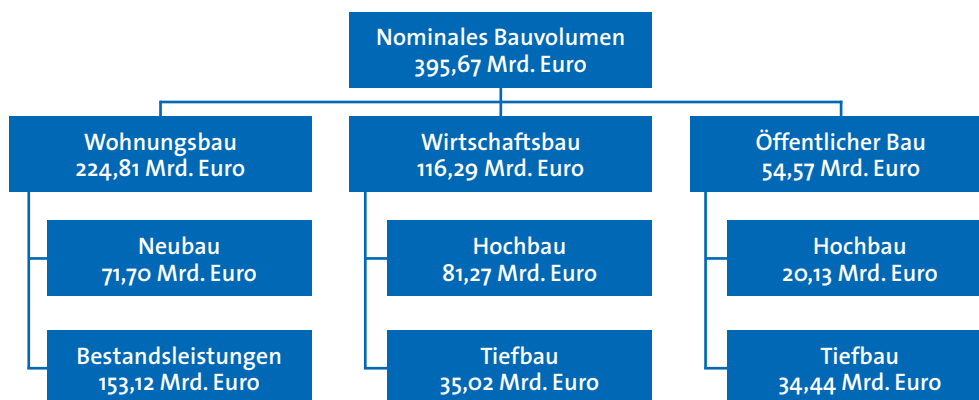 Nominales Bauvolumen
395,67 Mrd. Euro
Wohnungsbau
224,81 Mrd. Euro
Wirtschaftsbau
116,29 Mrd. Euro
Öffentlicher Bau
54,57 Mrd. Euro
Neubau
71,70 Mrd. Euro
Hochbau
81,27 Mrd. Euro
Hochbau
20,13 Mrd. Euro
Bestandsleistungen
153,12 Mrd. Euro
Tiefbau
35,02 Mrd. Euro
Tiefbau
34,44 Mrd. Euro